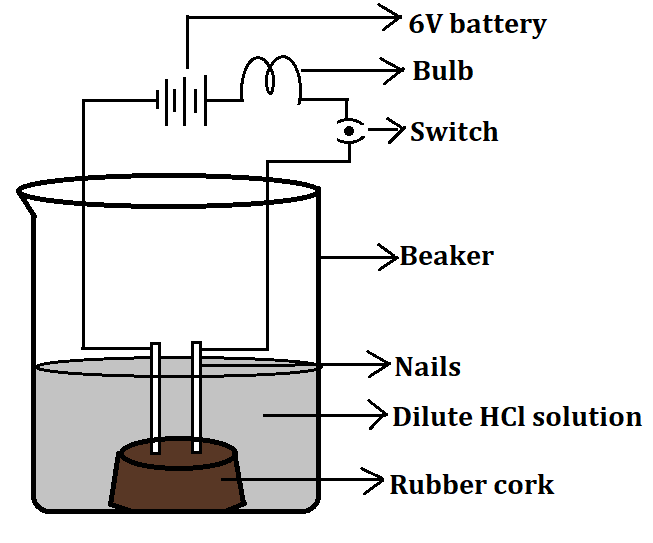 6V battery
Bulb
Switch
Beaker
Nails
Dilute HCl solution
Rubber cork